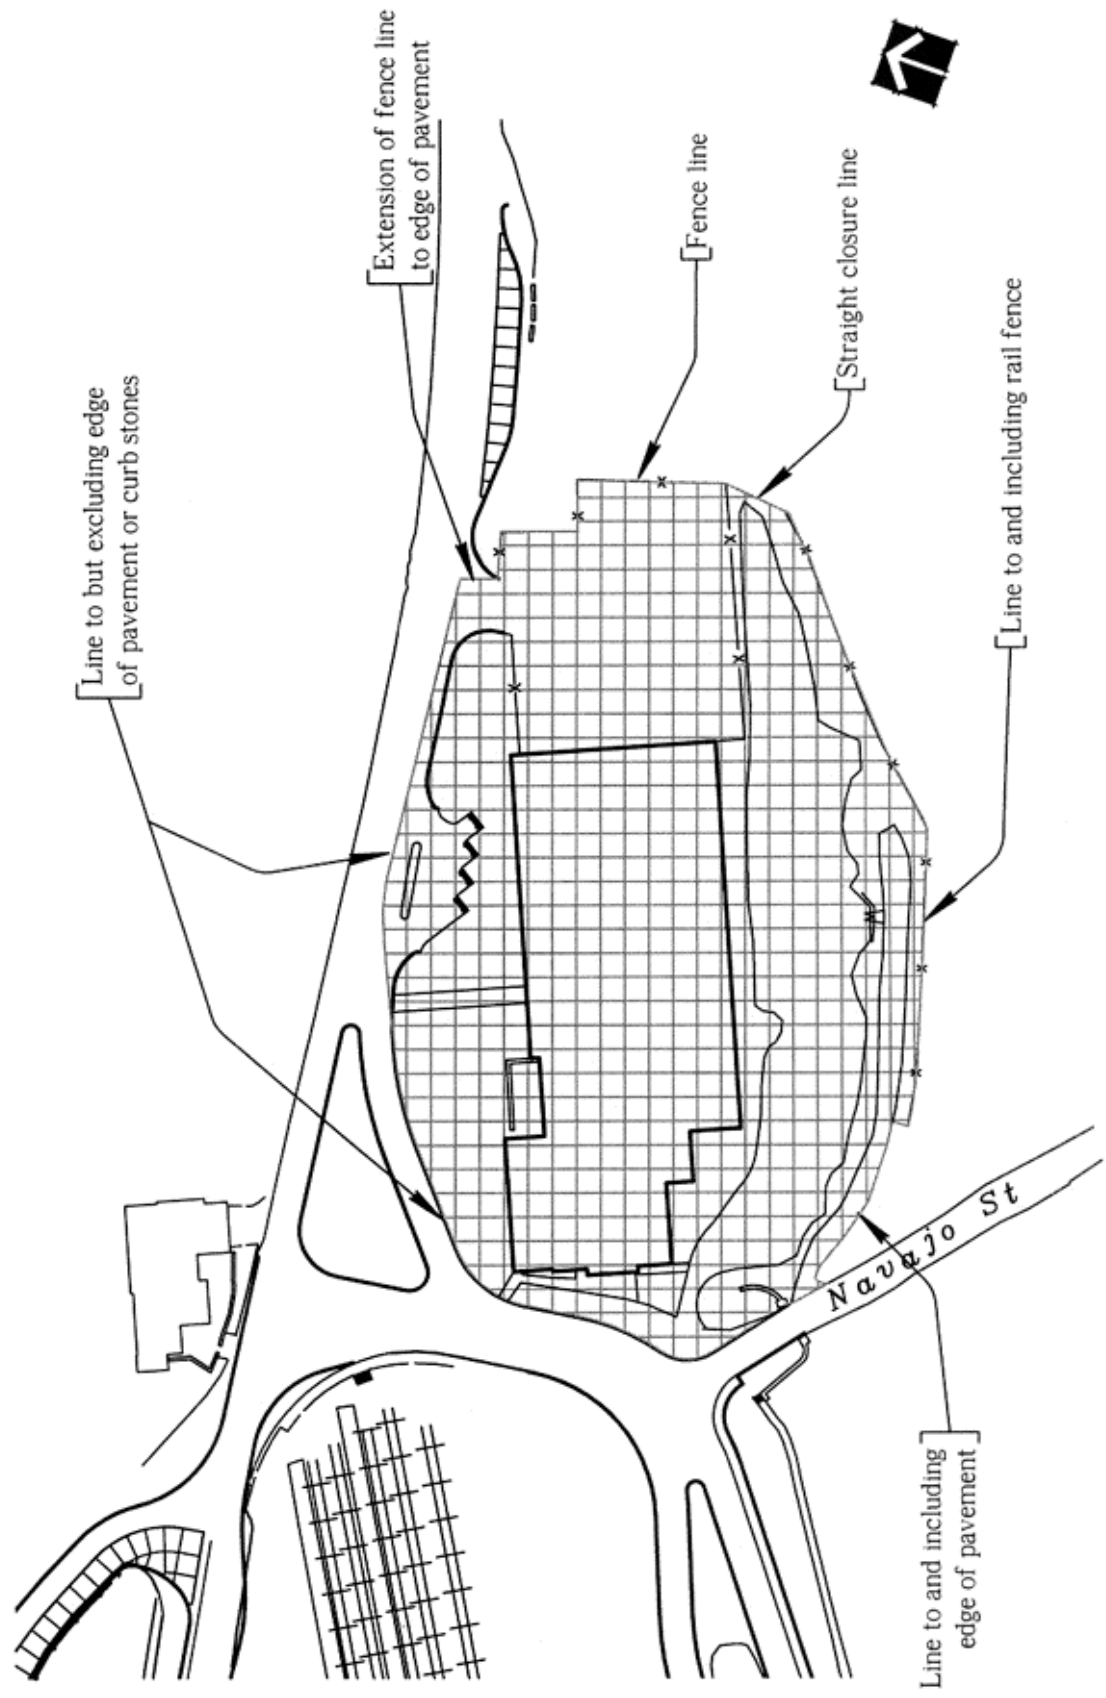 Line to but excluding edge
of pavement or curb stones
Extension of fence line
to edge of pavement
Fence line
Straight closure line
Line to and including rail fence
Navajo St
Line to and including
edge of pavement